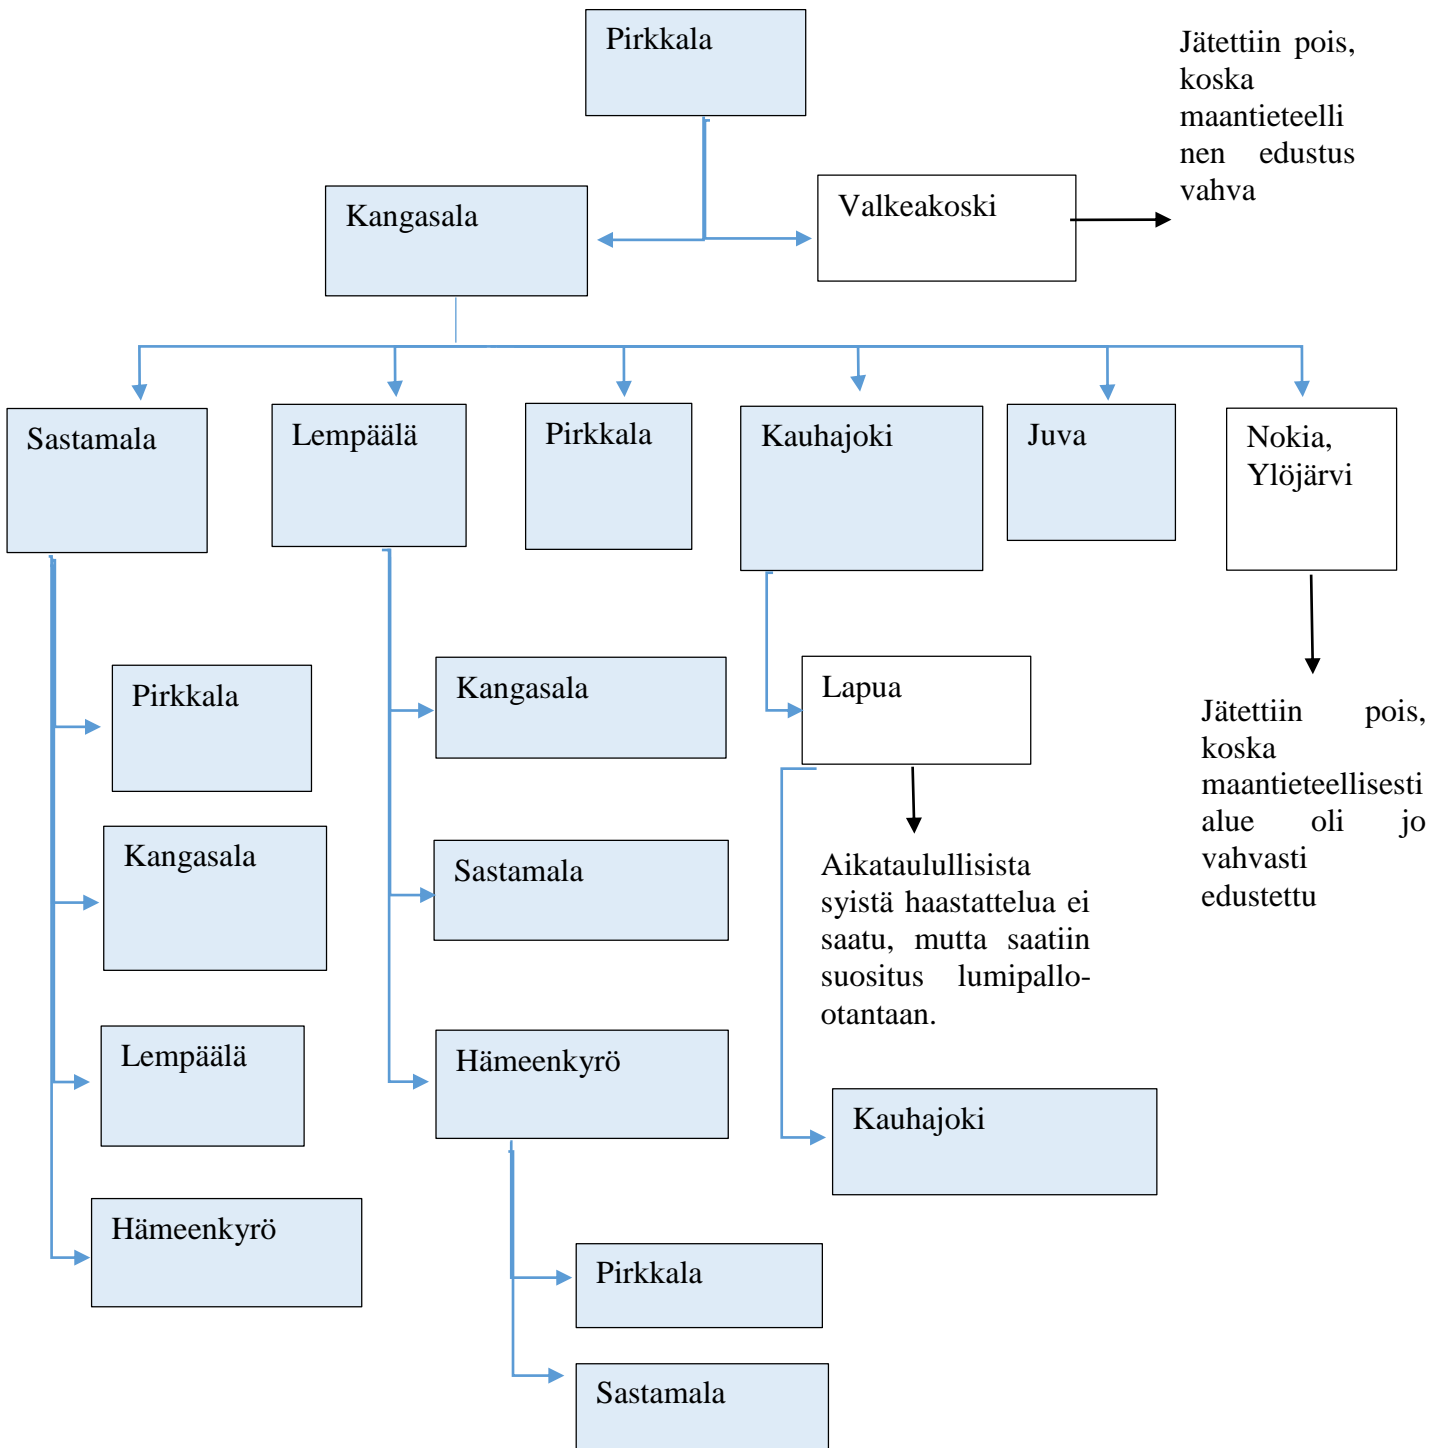 Pirkkala
Jätettiin pois,
koska
maantieteelli
nen edustus
vahva
Kangasala
Valkeakoski
Sastamala
Lempäälä
Pirkkala
Kauhajoki
Juva
Nokia,
Ylöjärvi
Pirkkala
Kangasala
Lapua
Jätettiin pois,
koska
maantieteellisesti
alue oli jo
vahvasti
edustettu
Kangasala
Sastamala
Aikataulullisista
syistä haastattelua ei
saatu, mutta saatiin
suositus lumipallo-
otantaan.
Lempäälä
Hämeenkyrö
Kauhajoki
Hämeenkyrö
Pirkkala
Sastamala